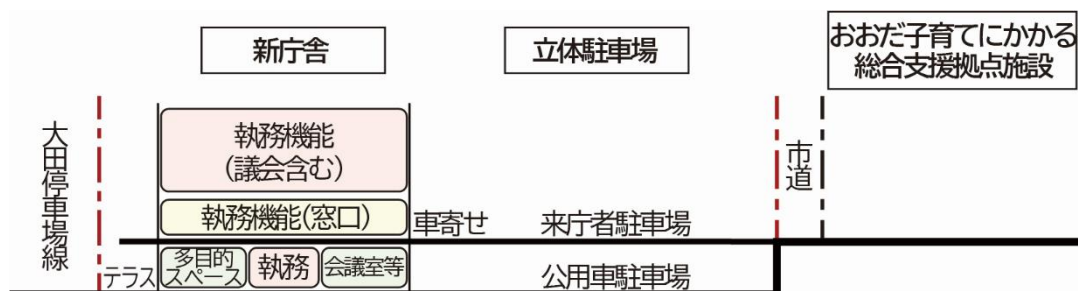 新庁舎
立体駐車場
おおだ子育てにかかる
総合支援拠点施設
大田停車場線
執務機能
(議会含む)
市道
執務機能(窓口)
車寄せ
来庁者駐車場
テラス
多目的
スペース
執務
会議室等
公用車駐車場